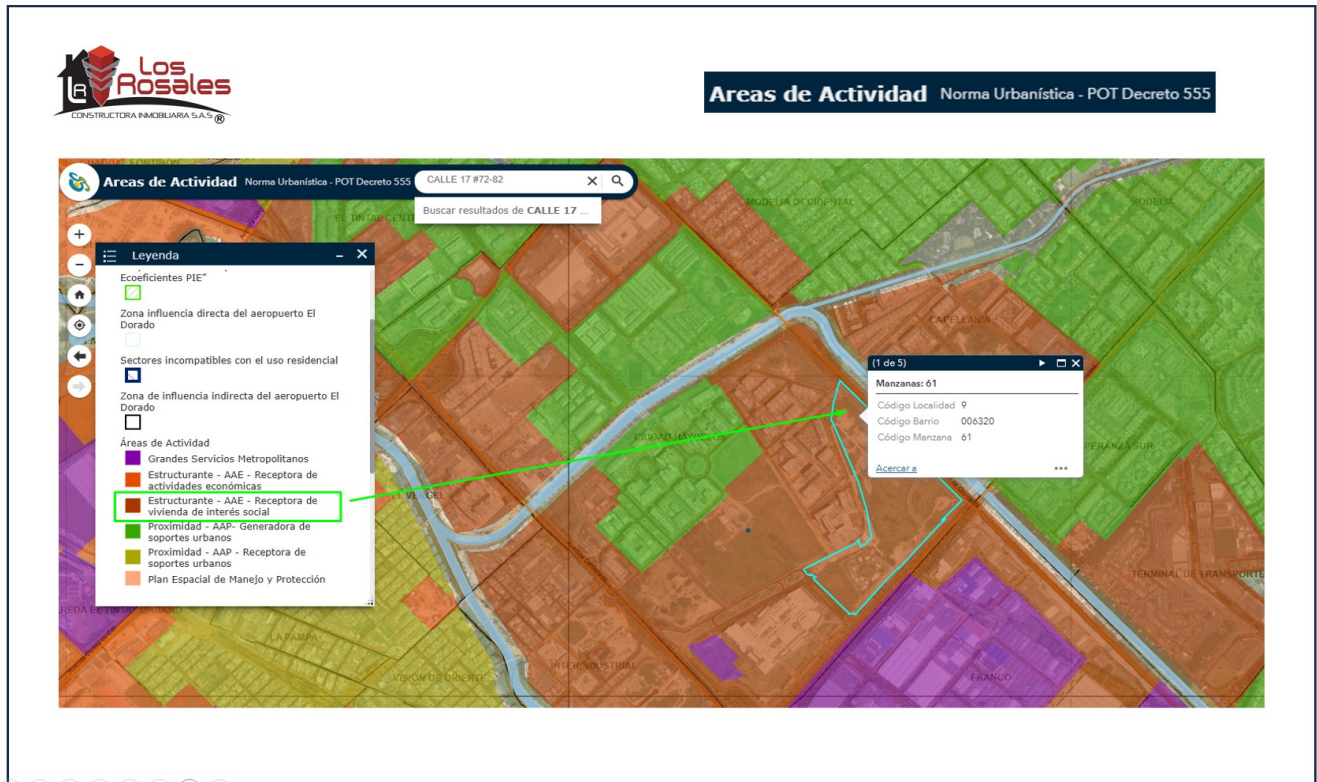 Los
Rosales
LR
CONSTRUCTORA INMOBILIARIA S.A.S ®
Areas de Actividad Norma Urbanística - POT Decreto 555
Areas de Actividad Norma Urbanística - POT Decreto 555
CALLE 17 #72-82
Buscar resultados de CALLE 17 ...
Leyenda
Ecoeficientes PIE"
Zona influencia directa del aeropuerto El
Dorado
Sectores incompatibles con el uso residencial
Zona de influencia indirecta del aeropuerto El
Dorado
Áreas de Actividad
Grandes Servicios Metropolitanos
Estructurante - AAE - Receptora de
actividades económicas
Estructurante - AAE - Receptora de
vivienda de interés social
Proximidad - AAP- Generadora de
soportes urbanos
Proximidad - AAP - Receptora de
soportes urbanos
Plan Espacial de Manejo y Protección
(1 de 5)
Manzanas: 61
Código Localidad 9
Código Barrio 006320
Código Manzana 61
Acercar a
MODELIA OCCIDENTAL
MODELIA
CAPELLANIA
CIUDAD HAYUELOS
EL VERGEL
TERMINAL DE TRANSPORTE
LA PAMPA
VISION DE ORIENTE
INTERINDUSTRIAL
FRANCO